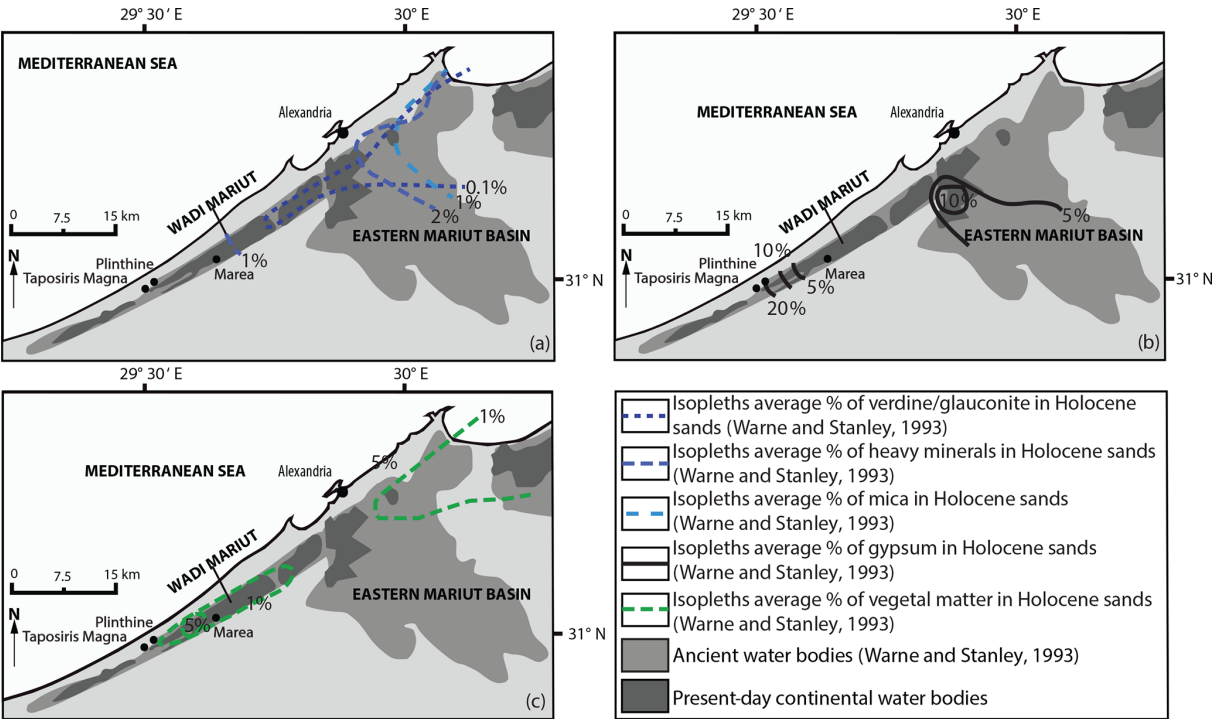 29° 30 ′ E
30° E
MEDITERRANEAN SEA
Alexandria
WADI MARIUT
0 7.5 15 km
N
Plinthine
Taposiris Magna
Marea
1%
0.1%
1%
2%
EASTERN MARIUT BASIN
31° N
(a)
29° 30 ′ E
30° E
MEDITERRANEAN SEA
Alexandria
WADI MARIUT
0 7.5 15 km
N
10%
5%
EASTERN MARIUT BASIN
10%
Plinthine
Taposiris Magna
Marea
5%
20%
31° N
(b)
29° 30 ′ E
30° E
1%
MEDITERRANEAN SEA
Alexandria
5%
WADI MARIUT
0 7.5 15 km
N
EASTERN MARIUT BASIN
1%
5%
Plinthine
Taposiris Magna
Marea
31° N
(c)
Isopleths average % of verdine/glauconite in Holocene
sands (Warne and Stanley, 1993)
Isopleths average % of heavy minerals in Holocene sands
(Warne and Stanley, 1993)
Isopleths average % of mica in Holocene sands
(Warne and Stanley, 1993)
Isopleths average % of gypsum in Holocene sands
(Warne and Stanley, 1993)
Isopleths average % of vegetal matter in Holocene sands
(Warne and Stanley, 1993)
Ancient water bodies (Warne and Stanley, 1993)
Present-day continental water bodies